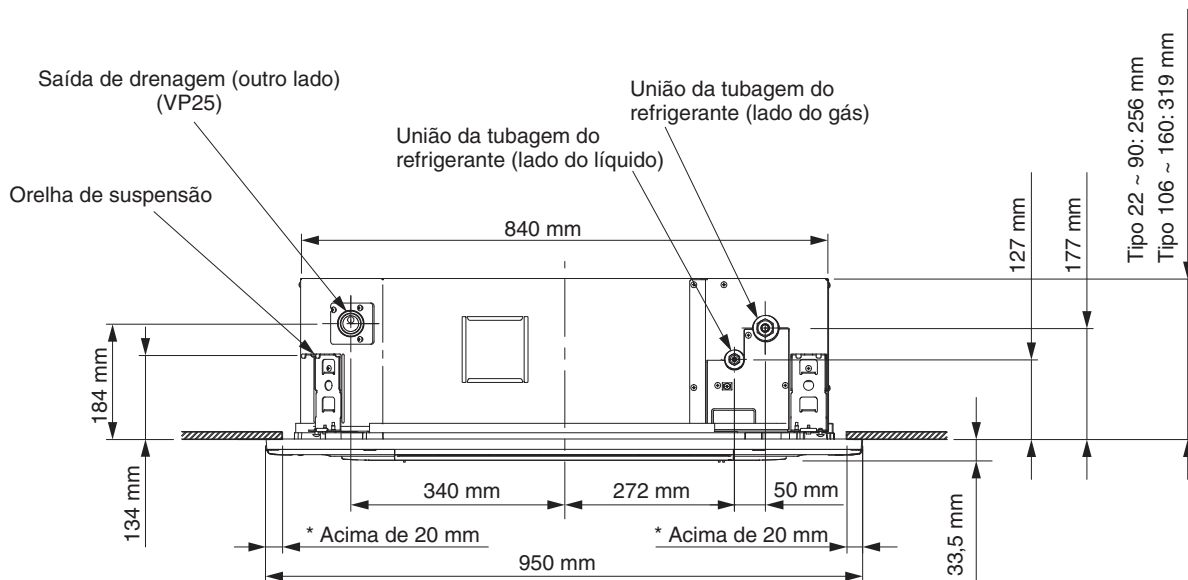 Saída de drenagem (outro lado)
(VP25)
União da tubagem do
refrigerante (lado do gás)
União da tubagem do
refrigerante (lado do líquido)
Orelha de suspensão
840 mm
Tipo 22 ~ 90: 256 mm
Tipo 106 ~ 160: 319 mm
127 mm
177 mm
184 mm
134 mm
340 mm
272 mm
50 mm
33,5 mm
* Acima de 20 mm
* Acima de 20 mm
950 mm